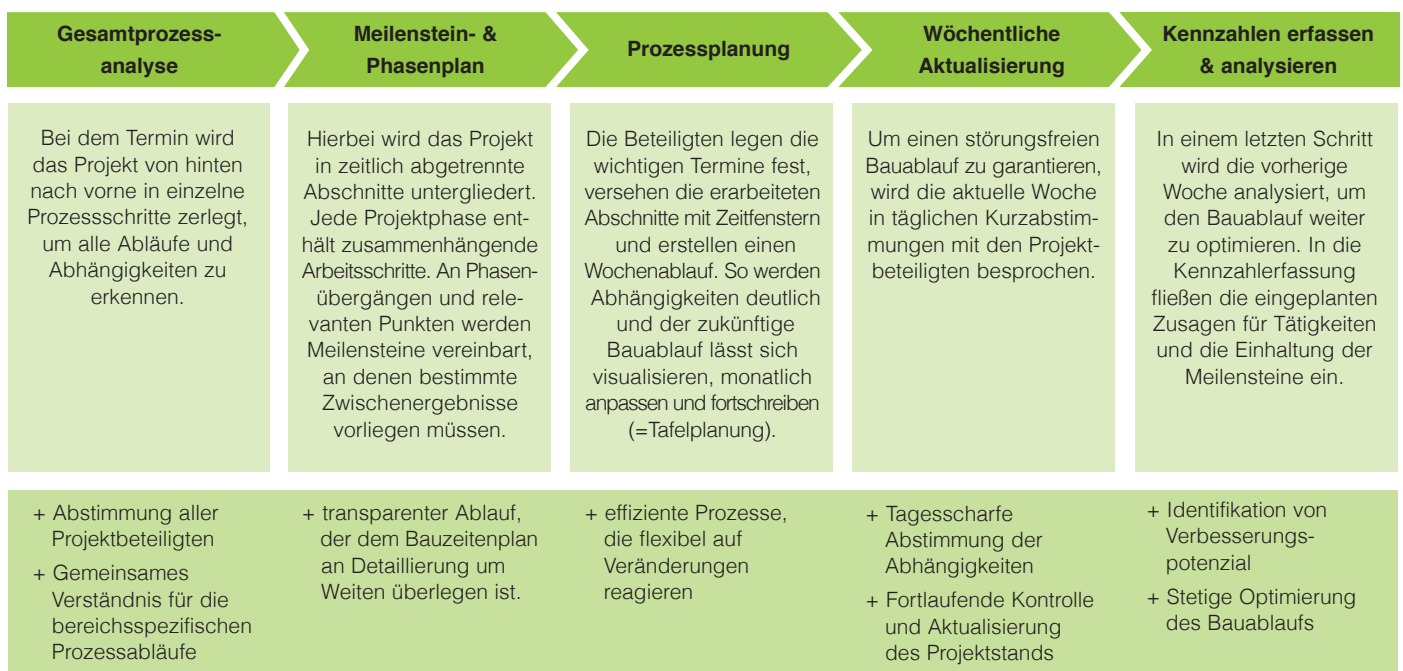 Gesamtprozess-
analyse
Meilenstein- &
Phasenplan
Prozessplanung
Wöchentliche
Aktualisierung
Kennzahlen erfassen
& analysieren
Bei dem Termin wird
das Projekt von hinten
nach vorne in einzelne
Prozessschritte zerlegt,
um alle Abläufe und
Abhängigkeiten zu
erkennen.
Hierbei wird das Projekt
in zeitlich abgetrennte
Abschnitte untergliedert.
Jede Projektphase ent-
hält zusammenhängende
Arbeitsschritte. An Phasen-
übergängen und rele-
vanten Punkten werden
Meilensteine vereinbart,
an denen bestimmte
Zwischenergebnisse
vorliegen müssen.
Die Beteiligten legen die
wichtigen Termine fest,
versehen die erarbeiteten
Abschnitte mit Zeitfenstern
und erstellen einen
Wochenablauf. So werden
Abhängigkeiten deutlich
und der zukünftige
Bauablauf lässt sich
visualisieren, monatlich
anpassen und fortschreiben
(=Tafelplanung).
Um einen störungsfreien
Bauablauf zu garantieren,
wird die aktuelle Woche
in täglichen Kurzabstim-
mungen mit den Projekt-
beteiligten besprochen.
In einem letzten Schritt
wird die vorherige
Woche analysiert, um
den Bauablauf weiter
zu optimieren. In die
Kennzahlerfassung
fließen die eingeplanten
Zusagen für Tätigkeiten
und die Einhaltung der
Meilensteine ein.
+ Abstimmung aller
Projektbeteiligten
+ Gemeinsames
Verständnis für die
bereichsspezifischen
Prozessabläufe
+ transparenter Ablauf,
der dem Bauzeitenplan
an Detaillierung um
Weiten überlegen ist.
+ effiziente Prozesse,
die flexibel auf
Veränderungen
reagieren
+ Tagesscharfe
Abstimmung der
Abhängigkeiten
+ Fortlaufende Kontrolle
und Aktualisierung
des Projektstands
+ Identifikation von
Verbesserungs-
potenzial
+ Stetige Optimierung
des Bauablaufs